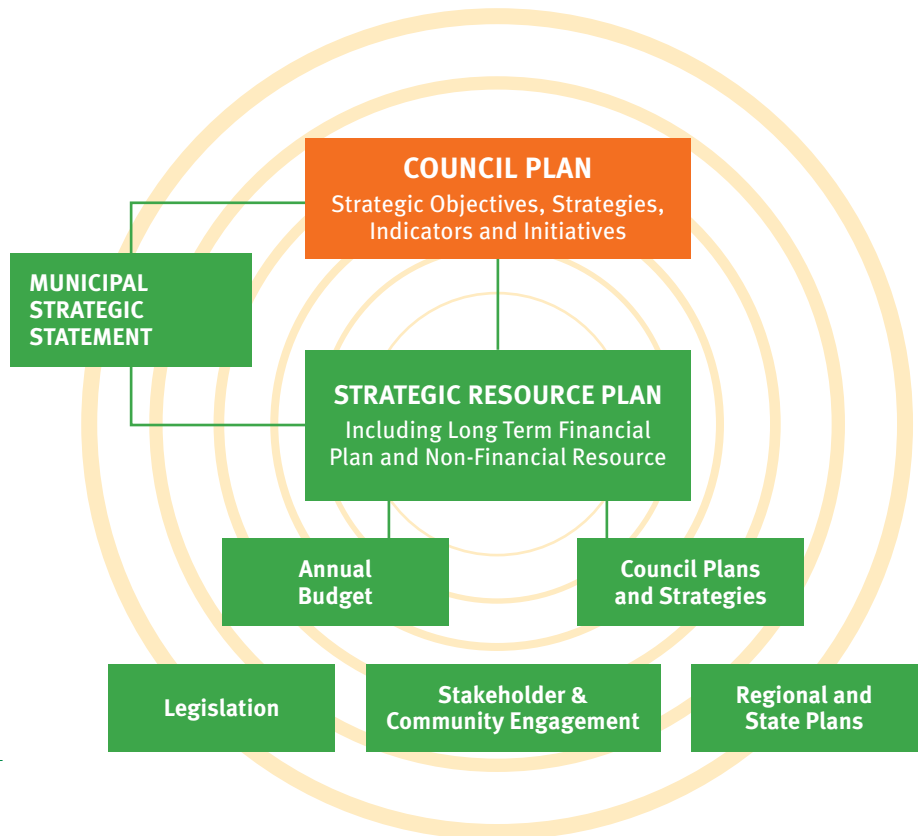 COUNCIL PLAN
Strategic Objectives, Strategies,
Indicators and Initiatives
MUNICIPAL
STRATEGIC
STATEMENT
STRATEGIC RESOURCE PLAN
Including Long Term Financial
Plan and Non-Financial Resource
Annual
Budget
Council Plans
and Strategies
Legislation
Stakeholder &
Community Engagement
Regional and
State Plans